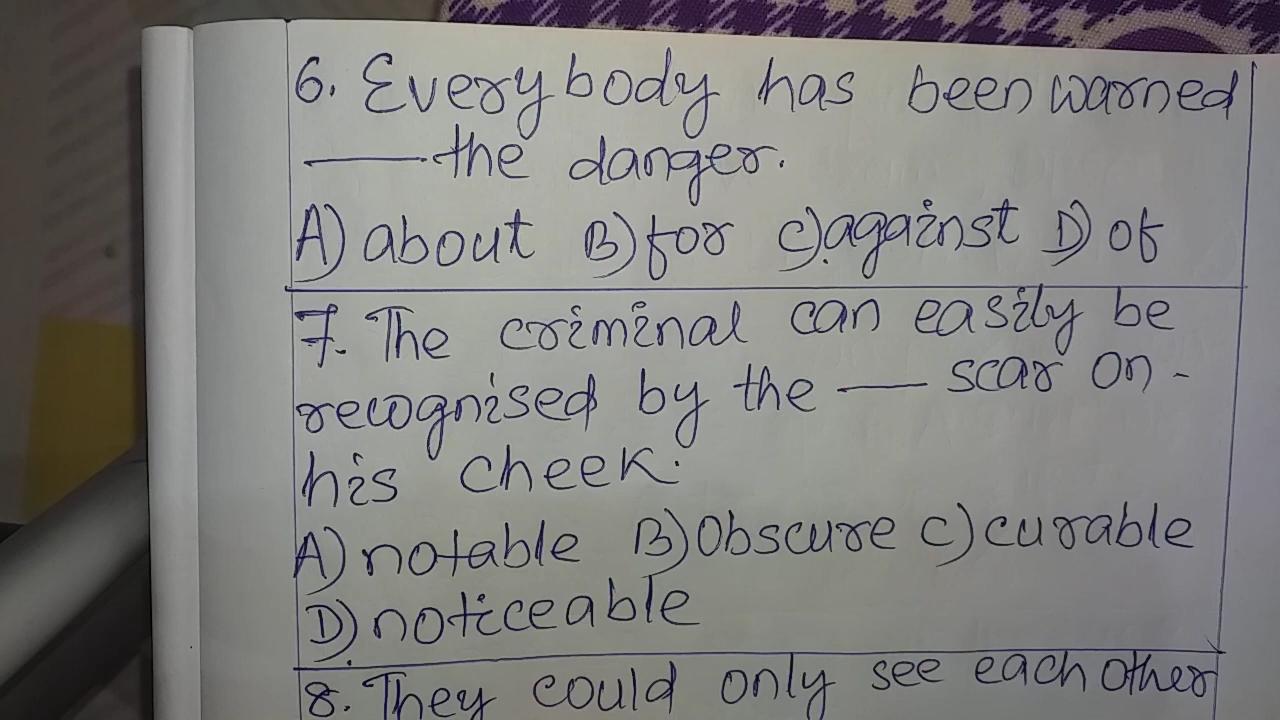 6. Everybody has been warned
—— the danger.
A) about B) for C) against D) of
7. The criminal can easily be
recognised by the —— scar on -
his cheek.
A) notable B) Obscure C) curable
D) noticeable
8. They could only see each other